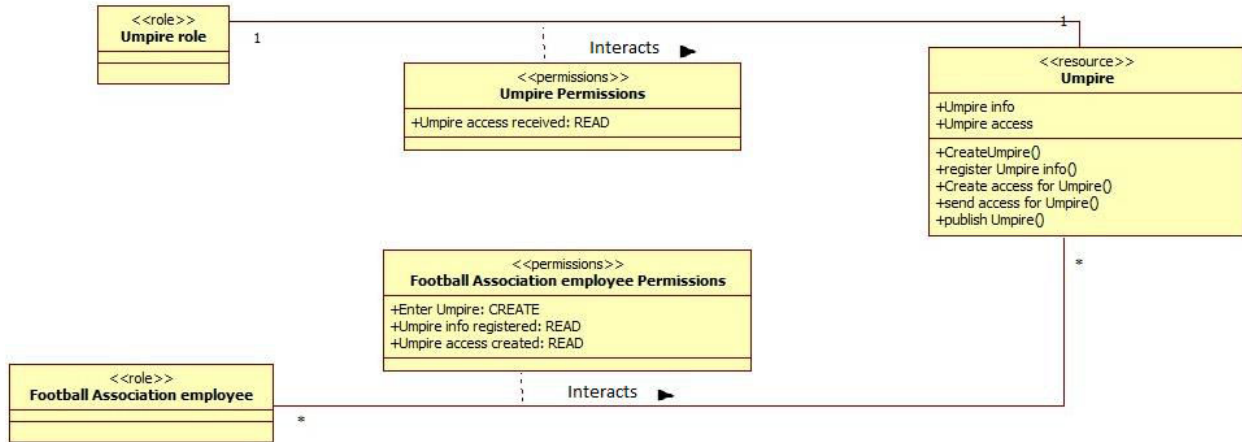 <<role>>
Umpire role
1
1
Interacts
<<permissions>>
Umpire Permissions
+Umpire access received: READ
<<resource>>
Umpire
+Umpire info
+Umpire access
+CreateUmpire()
+register Umpire info()
+Create access for Umpire()
+send access for Umpire()
+publish Umpire()
*
<<permissions>>
Football Association employee Permissions
+Enter Umpire: CREATE
+Umpire info registered: READ
+Umpire access created: READ
<<role>>
Football Association employee
*
Interacts